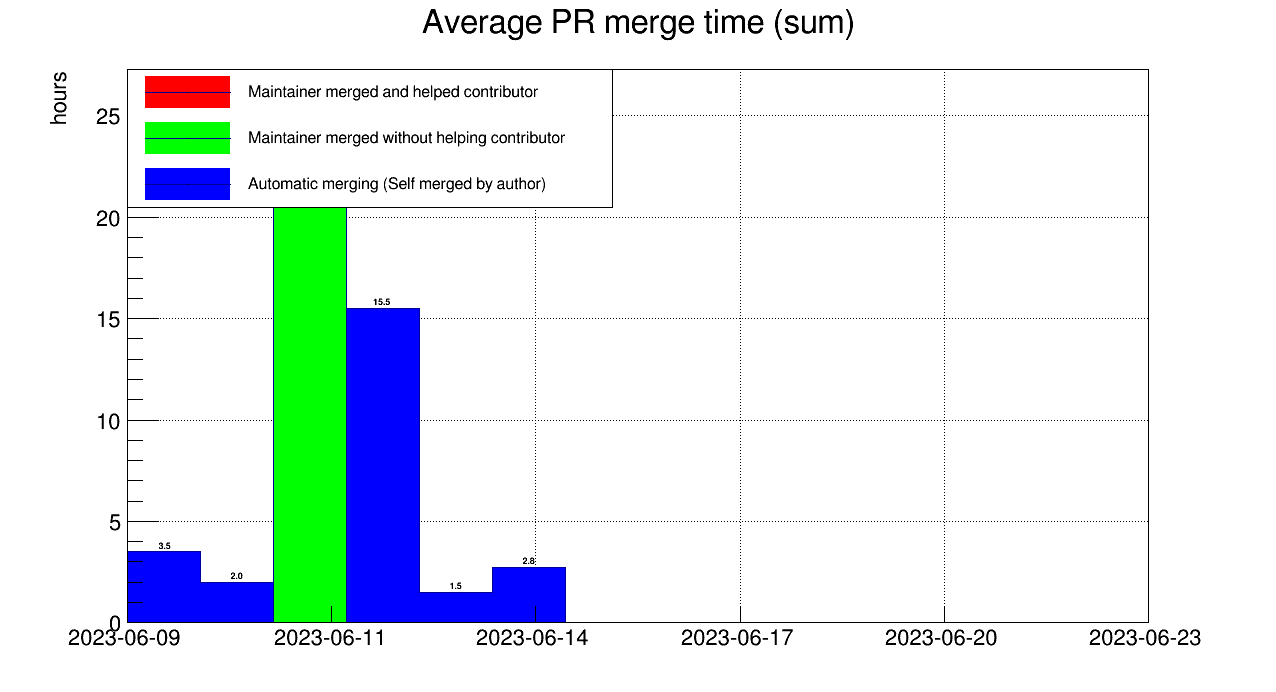 Average PR merge time (sum)
hours
Maintainer merged and helped contributor
Maintainer merged without helping contributor
Automatic merging (Self merged by author)
25
20
15
10
5
0
3.5
2.0
15.5
1.5
2.8
2023-06-09 2023-06-11 2023-06-14 2023-06-17 2023-06-20 2023-06-23